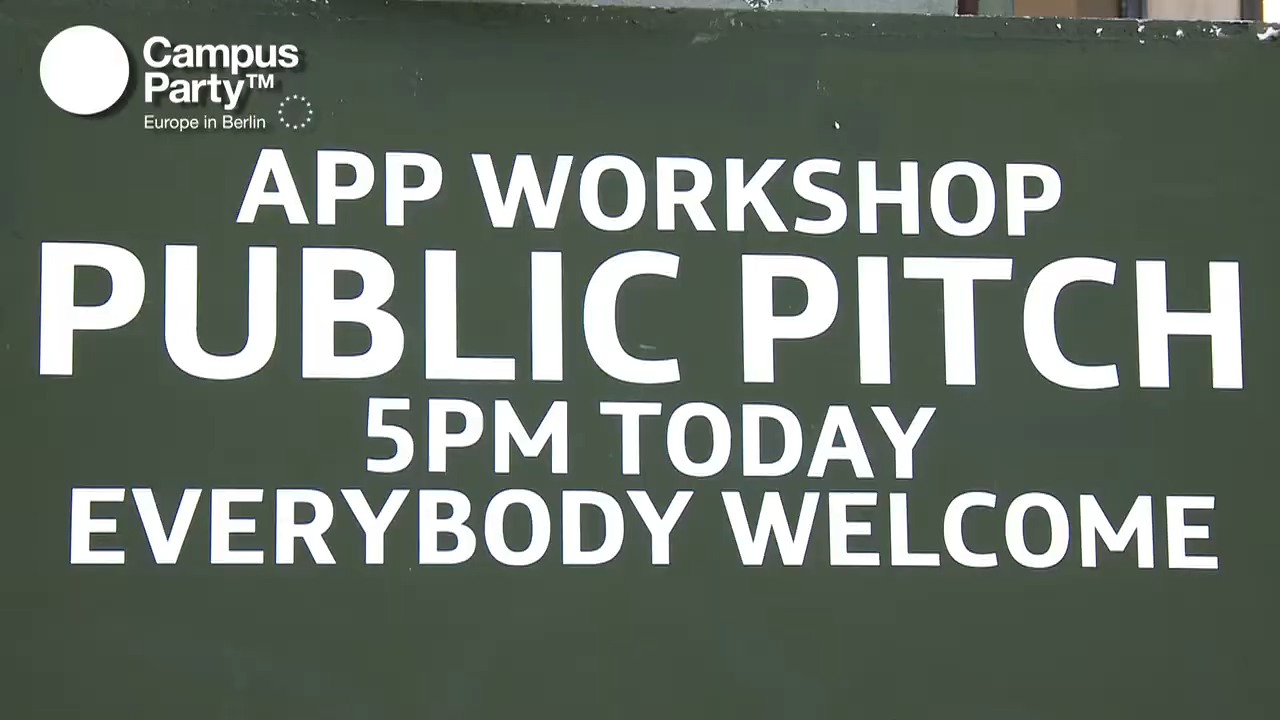 Campus
Party™
Europe in Berlin
APP WORKSHOP
PUBLIC PITCH
5PM TODAY
EVERYBODY WELCOME